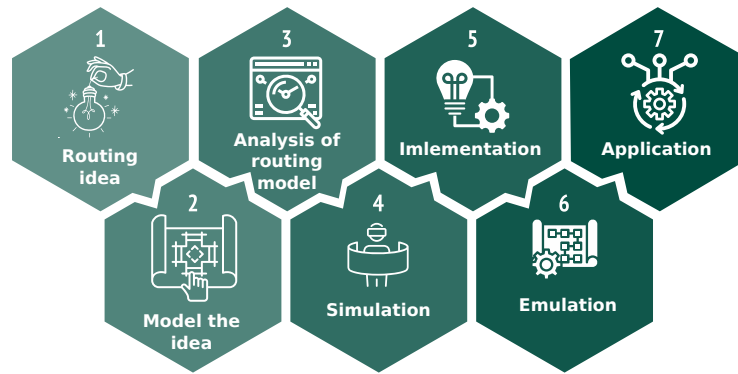 1
Routing
idea
2
Model the
idea
3
Analysis of
routing
model
4
Simulation
5
Imlementation
6
Emulation
7
Application